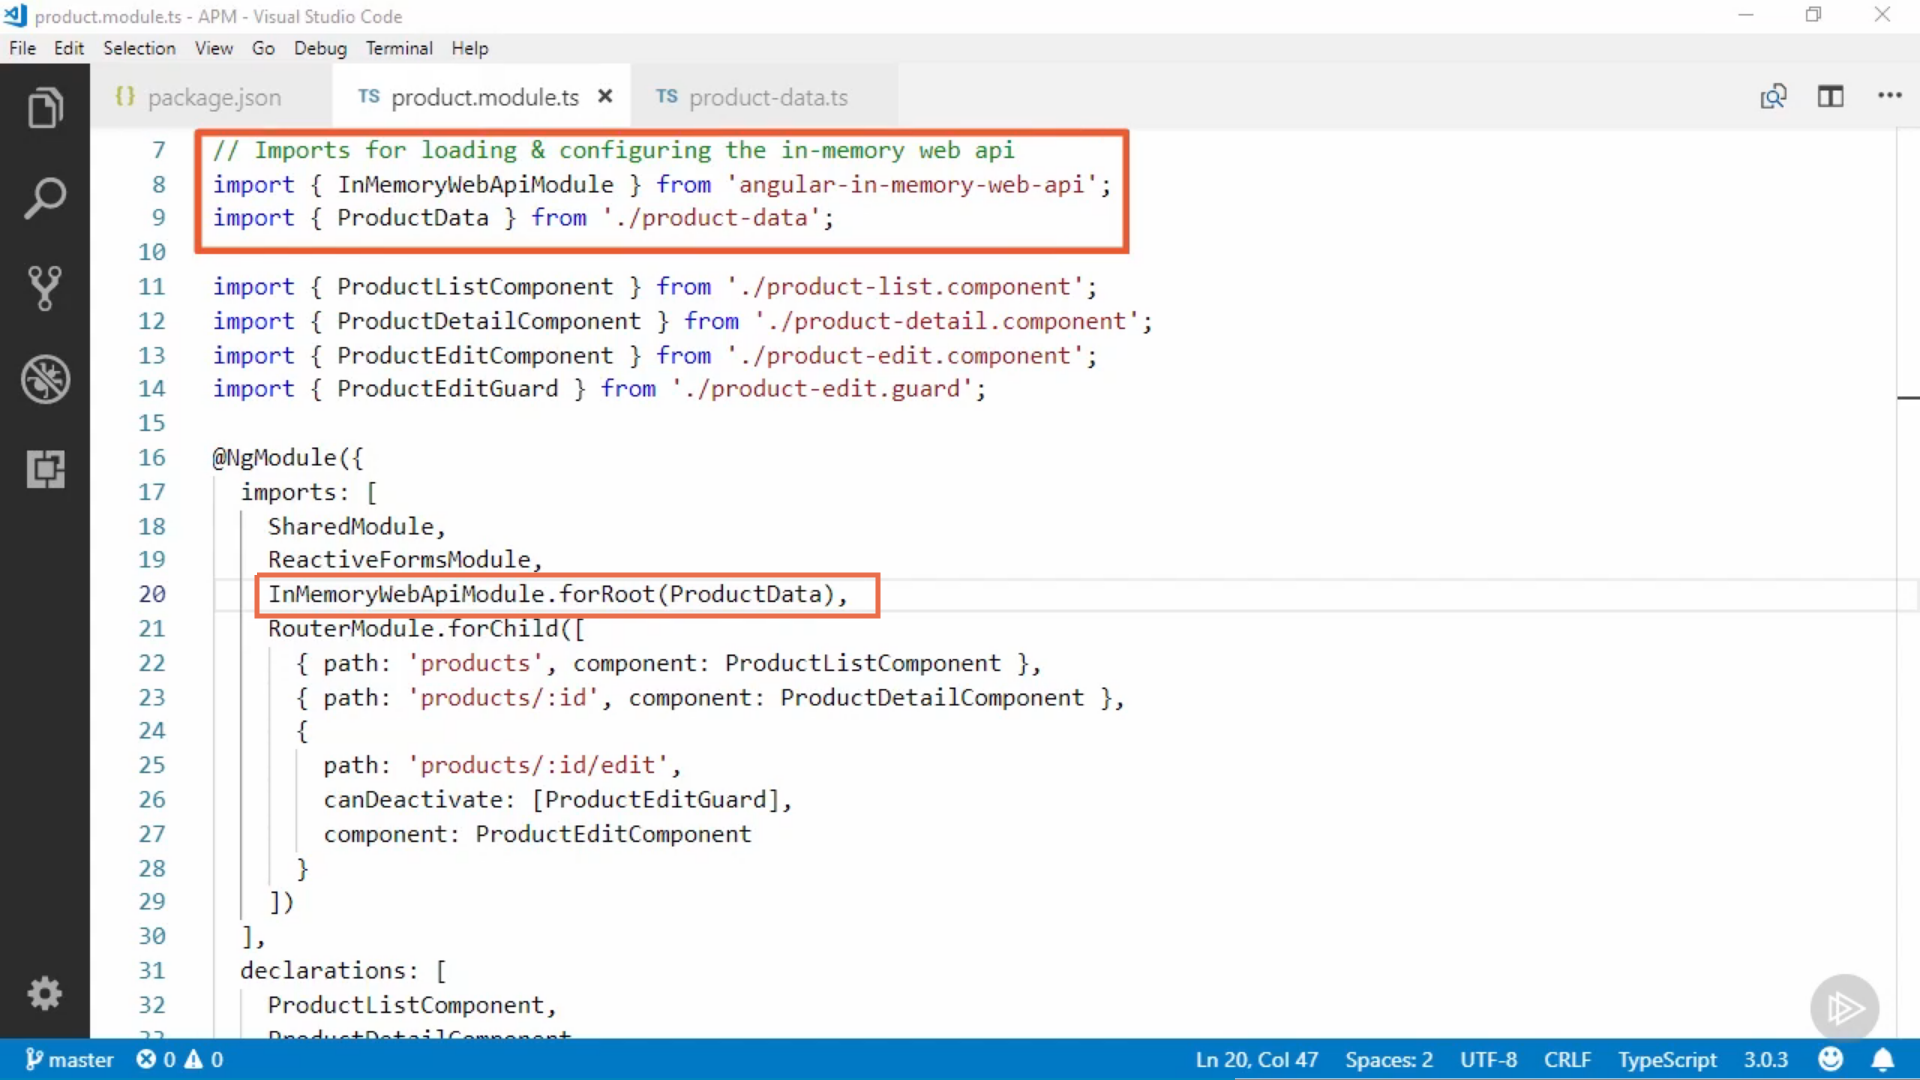 product.module.ts - APM - Visual Studio Code
File Edit Selection View Go Debug Terminal Help
{} package.json TS product.module.ts × TS product-data.ts
7 // Imports for loading & configuring the in-memory web api
8 import { InMemoryWebApiModule } from 'angular-in-memory-web-api';
9 import { ProductData } from './product-data';
10
11 import { ProductListComponent } from './product-list.component';
12 import { ProductDetailComponent } from './product-detail.component';
13 import { ProductEditComponent } from './product-edit.component';
14 import { ProductEditGuard } from './product-edit.guard';
15
16 @NgModule({
17 imports: [
18 SharedModule,
19 ReactiveFormsModule,
20 InMemoryWebApiModule.forRoot(ProductData),
21 RouterModule.forChild([
22 { path: 'products', component: ProductListComponent },
23 { path: 'products/:id', component: ProductDetailComponent },
24 {
25 path: 'products/:id/edit',
26 canDeactivate: [ProductEditGuard],
27 component: ProductEditComponent
28 }
29 ])
30 ],
31 declarations: [
32 ProductListComponent,
33 ProductDetailComponent
master 0 0 Ln 20, Col 47 Spaces: 2 UTF-8 CRLF TypeScript 3.0.3